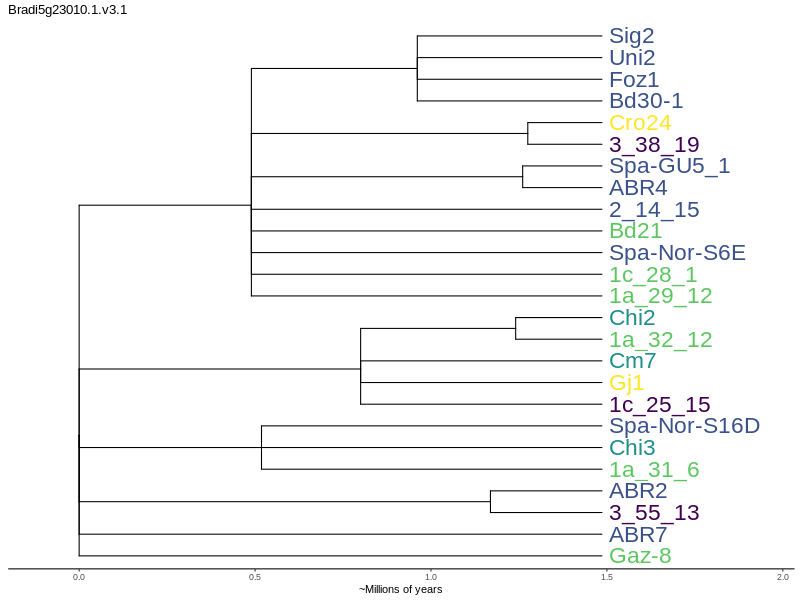 Bradi5g23010.1.v3.1
Sig2
Uni2
Foz1
Bd30-1
Cro24
3_38_19
Spa-GU5_1
ABR4
2_14_15
Bd21
Spa-Nor-S6E
1c_28_1
1a_29_12
Chi2
1a_32_12
Cm7
Gj1
1c_25_15
Spa-Nor-S16D
Chi3
1a_31_6
ABR2
3_55_13
ABR7
Gaz-8
0.0 0.5 1.0 1.5 2.0
~Millions of years